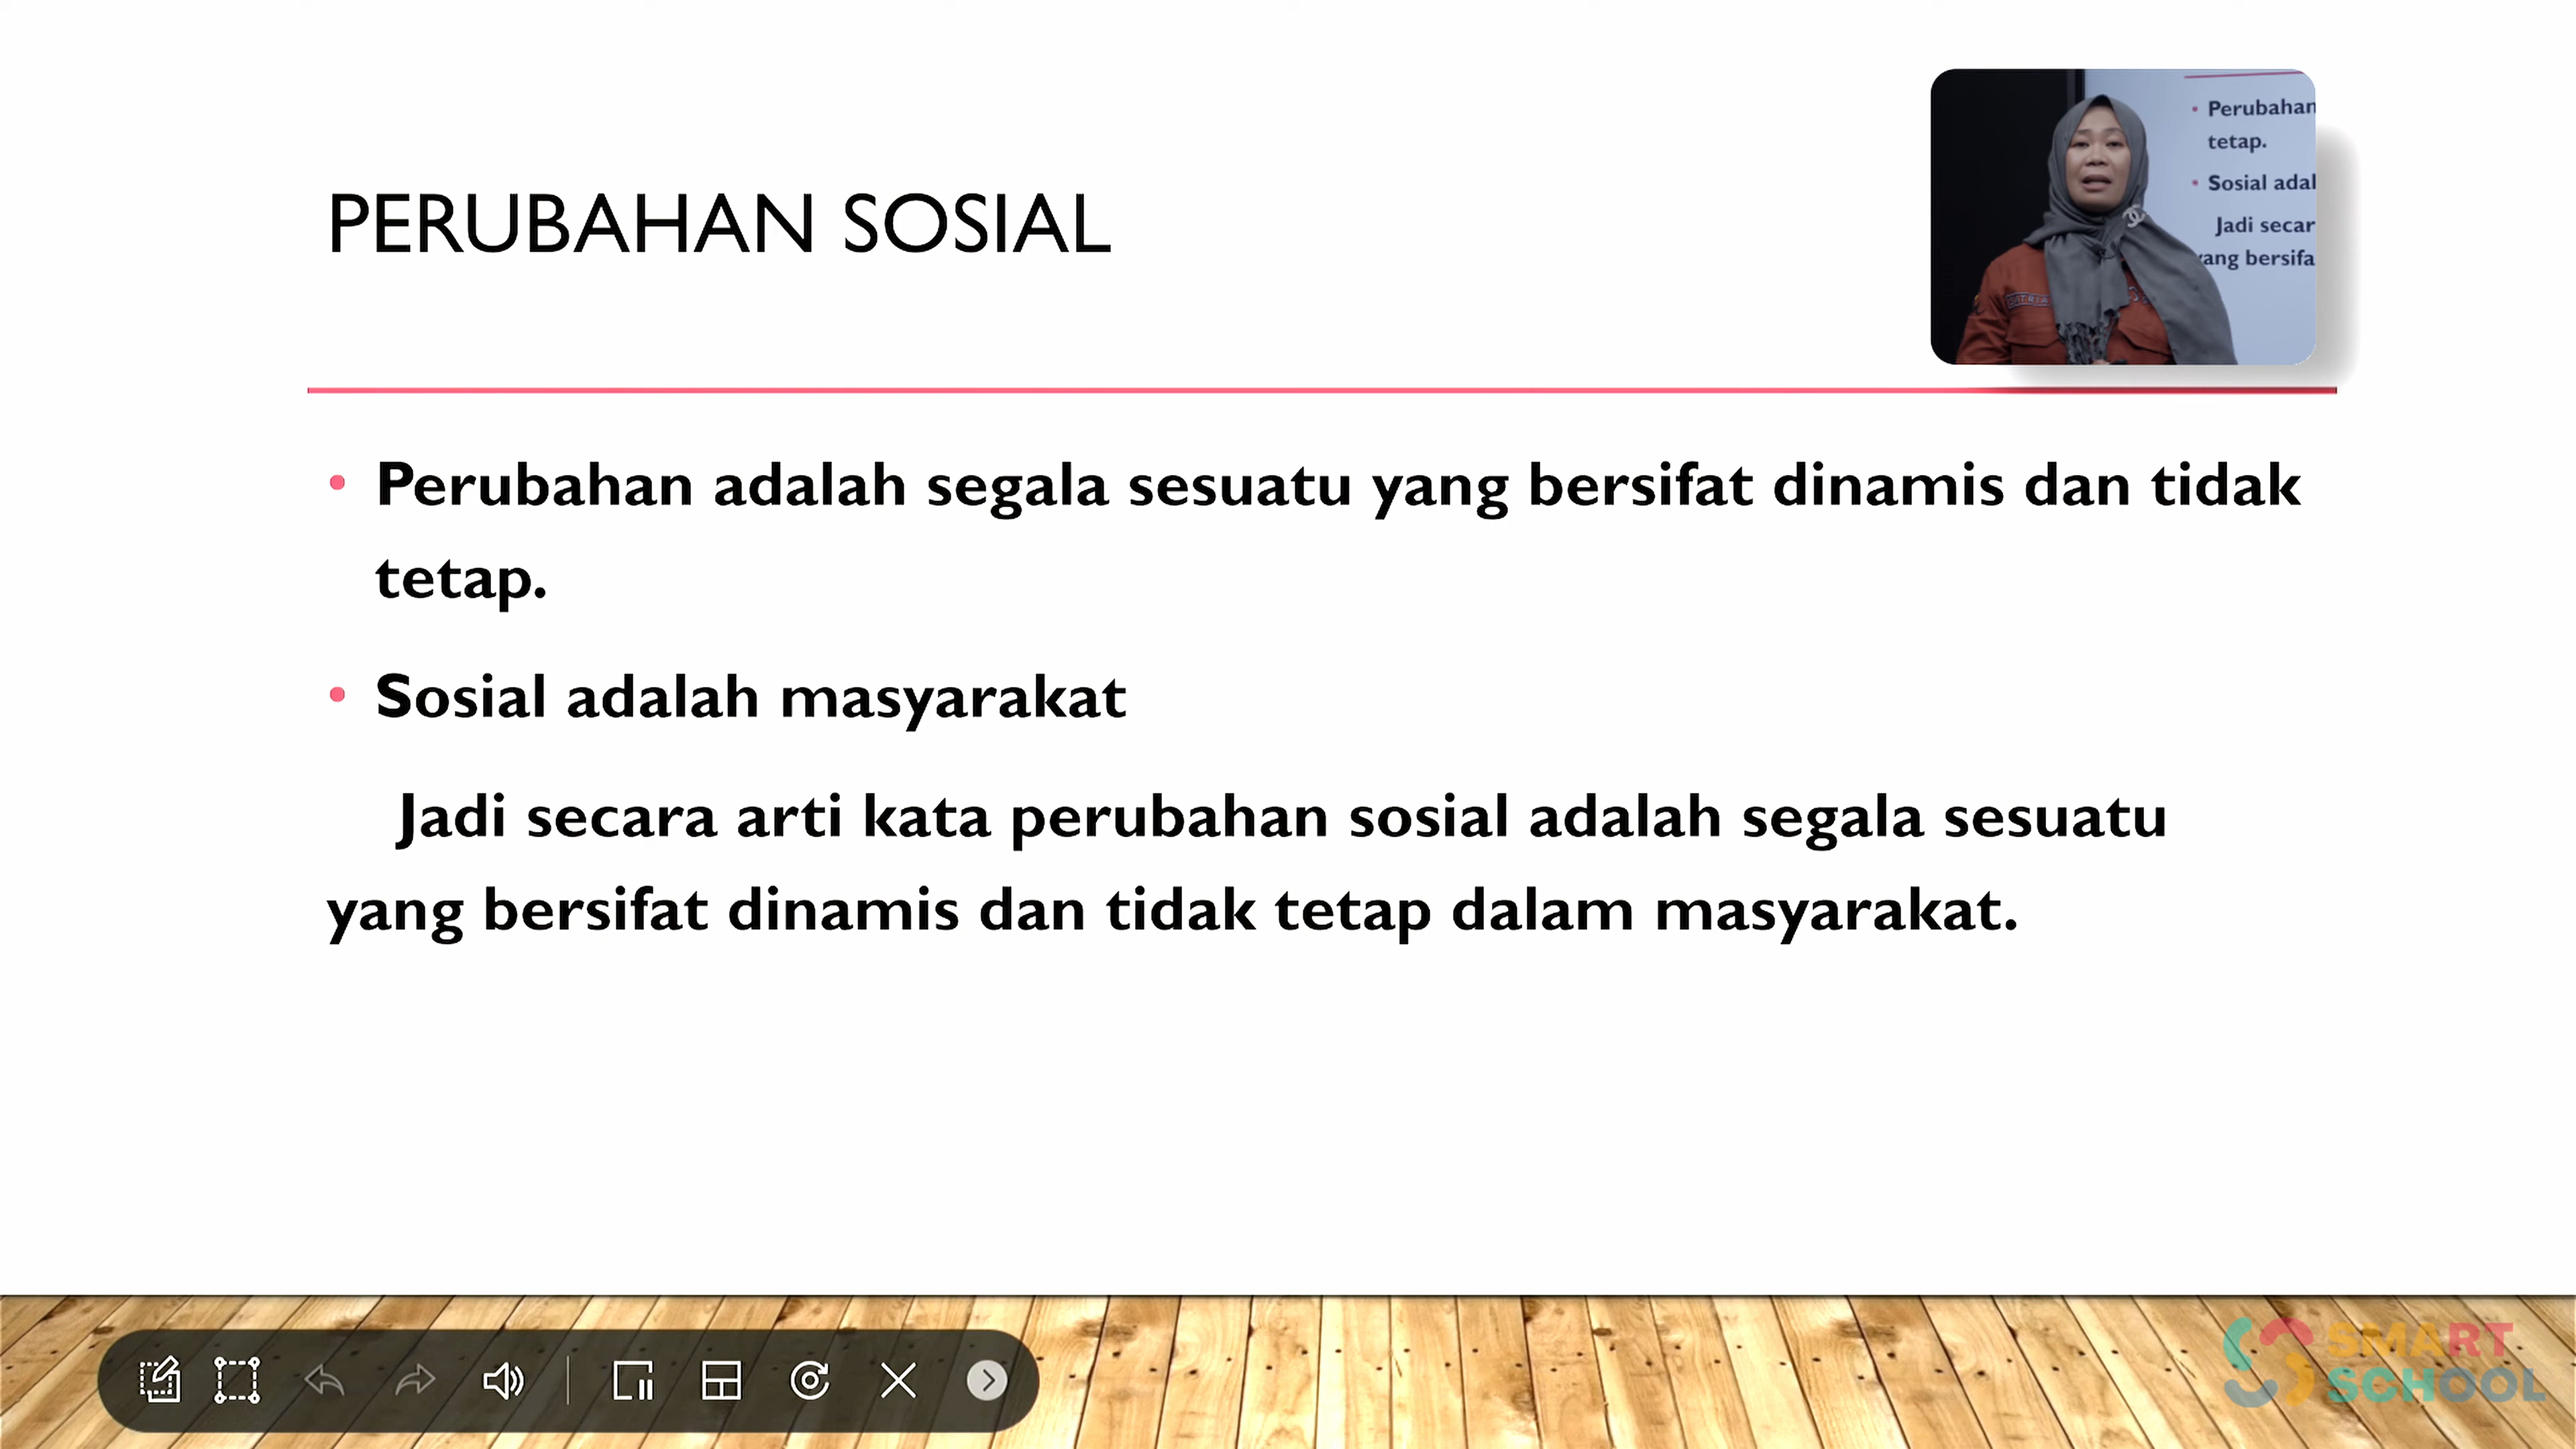 PERUBAHAN SOSIAL
Perubahan
tetap.
Sosial adal
Jadi secar
yang bersifa
• Perubahan adalah segala sesuatu yang bersifat dinamis dan tidak
tetap.
• Sosial adalah masyarakat
Jadi secara arti kata perubahan sosial adalah segala sesuatu
yang bersifat dinamis dan tidak tetap dalam masyarakat.
SMART
SCHOOL